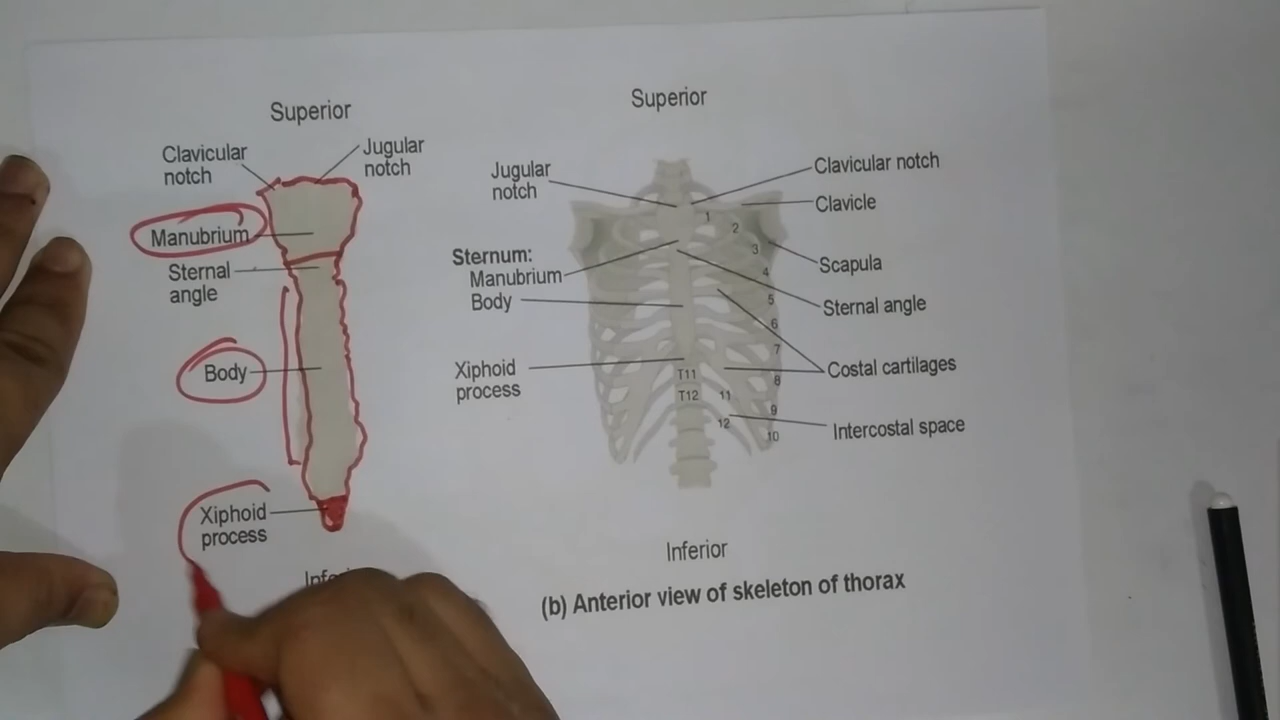 Superior
Clavicular
notch
Jugular
notch
Manubrium
Sternal
angle
Body
Xiphoid
process
Superior
Jugular
notch
Clavicular notch
Clavicle
Sternum:
Manubrium
Body
Scapula
Sternal angle
Xiphoid
process
Costal cartilages
Intercostal space
1
2
3
4
5
6
7
8
9
10
T11
T12
11
12
Inferior
(b) Anterior view of skeleton of thorax